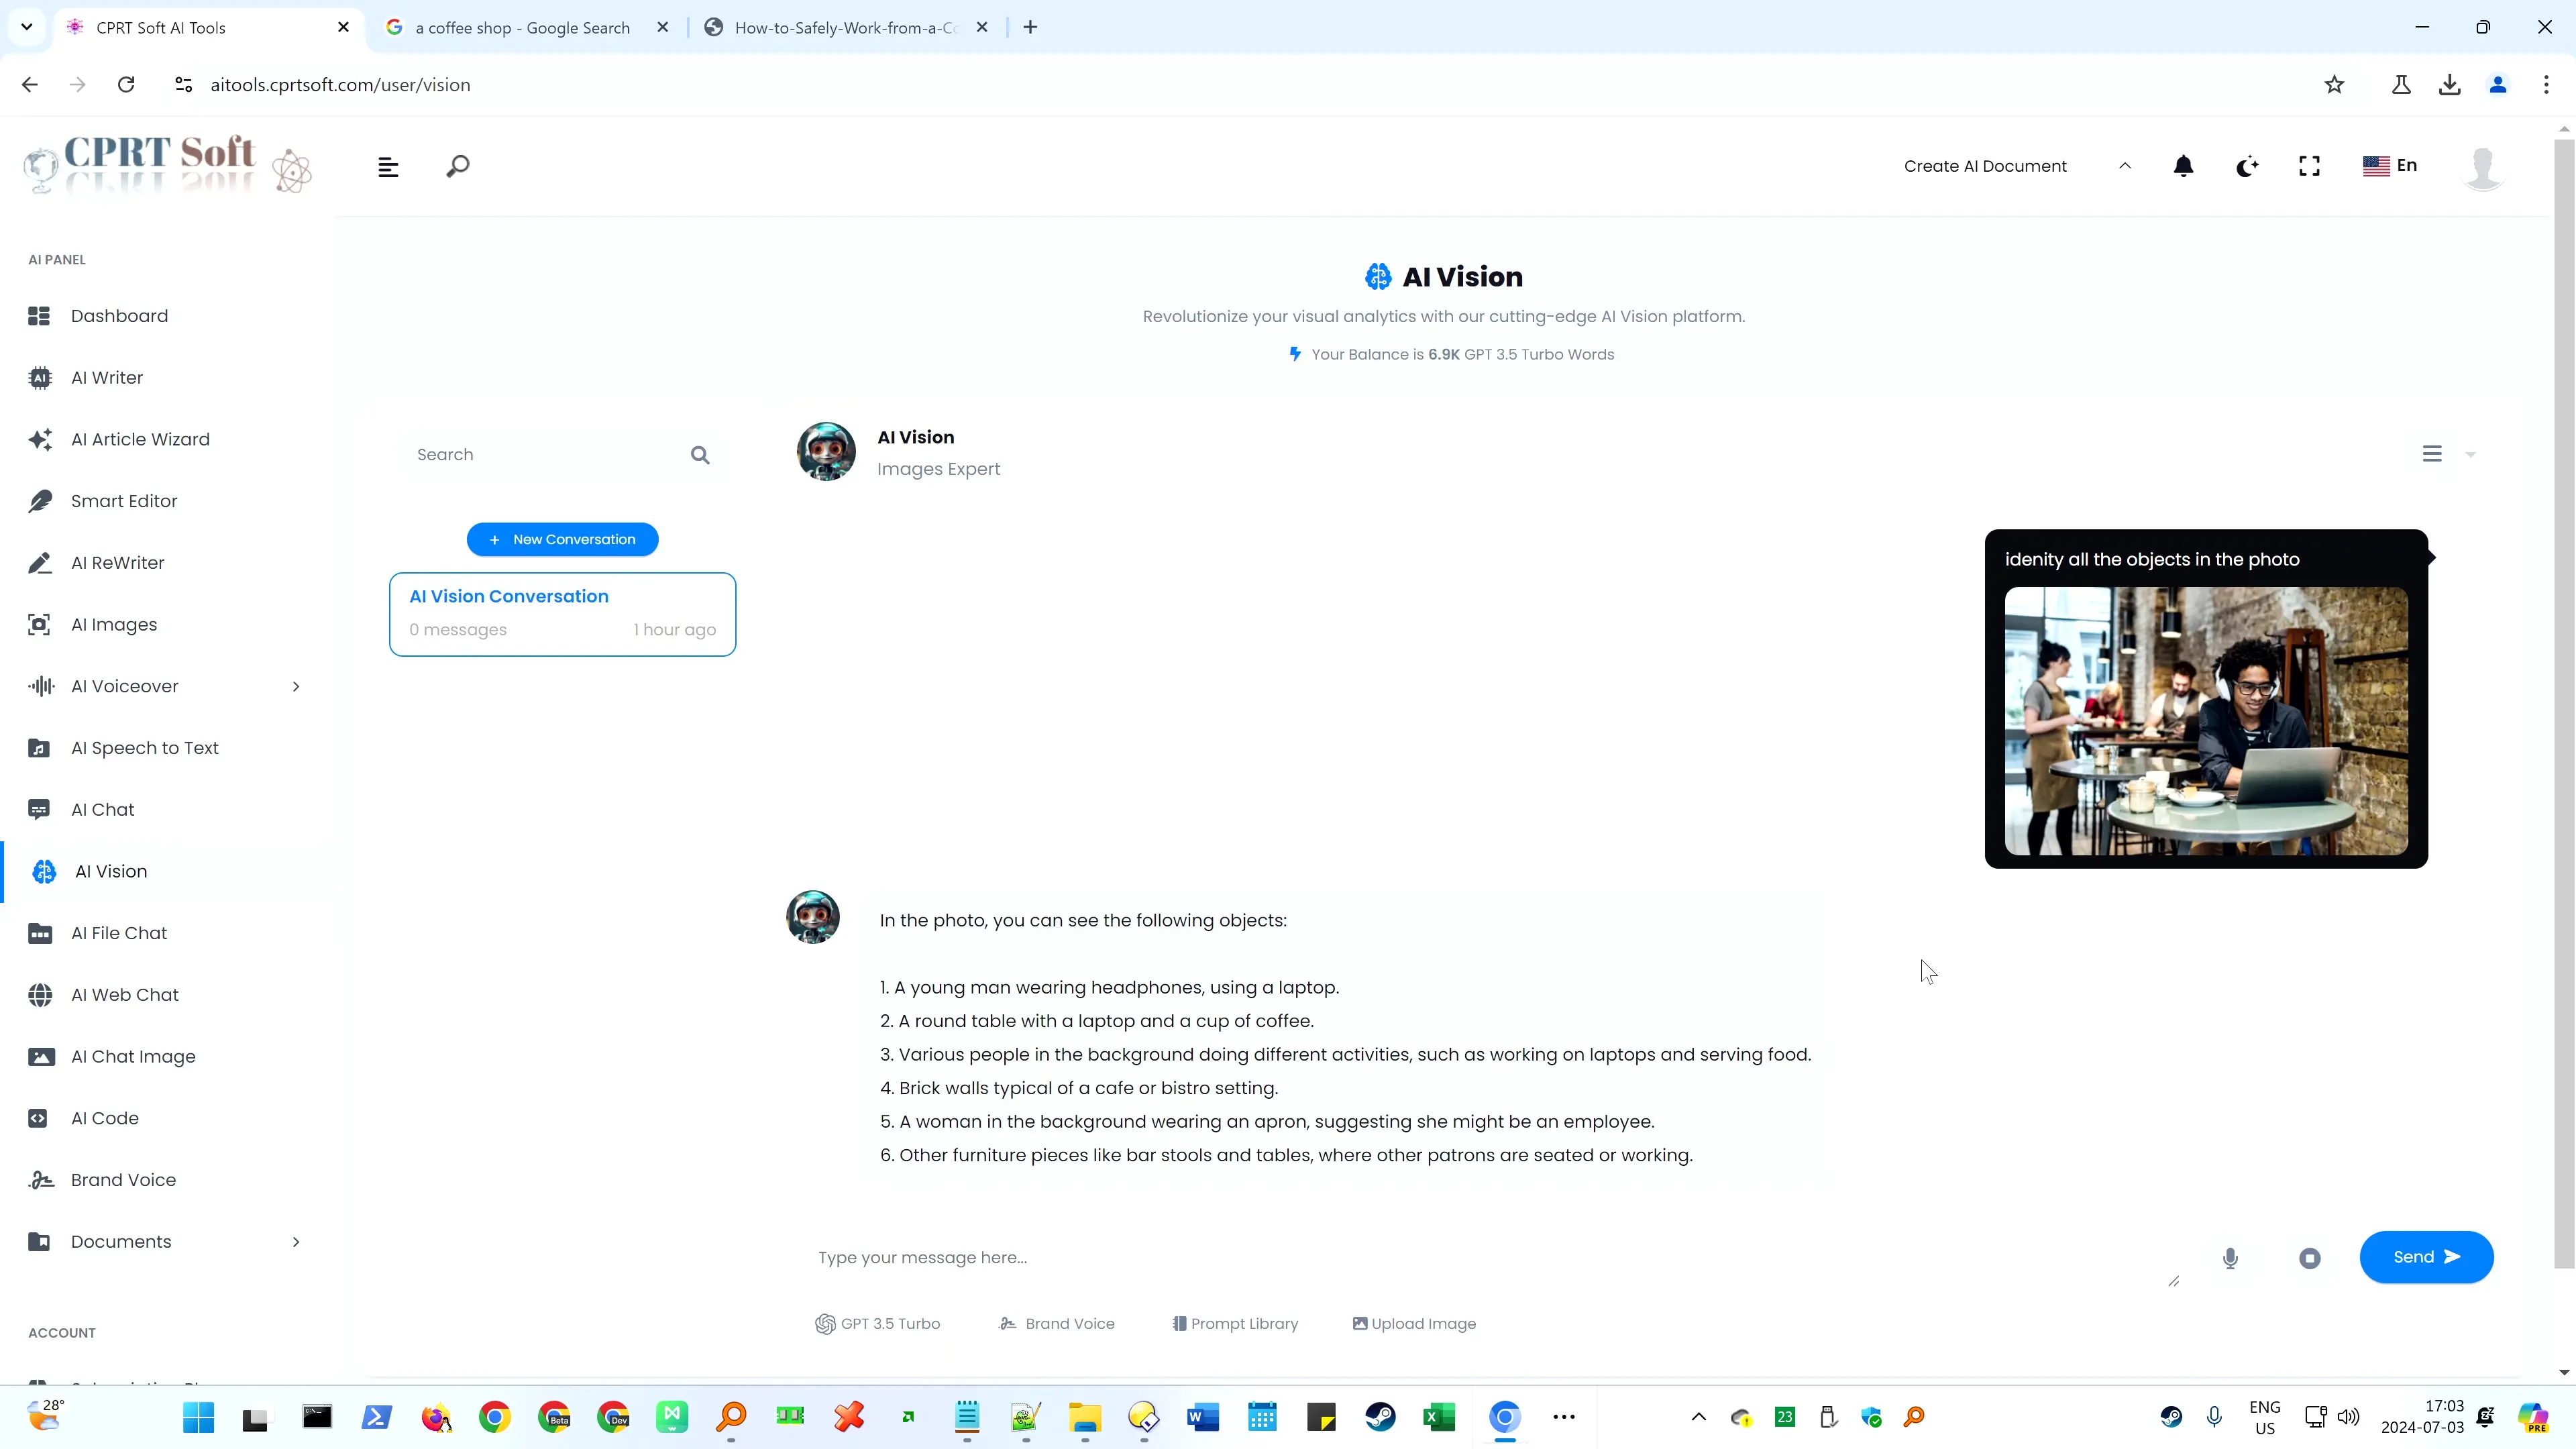 CPRT Soft AI Tools
a coffee shop - Google Search
How-to-Safely-Work-from-a-Co
aitools.cprtsoft.com/user/vision
CPRT Soft
Create AI Document
En
AI PANEL
Dashboard
AI Writer
AI Article Wizard
Smart Editor
AI ReWriter
AI Images
AI Voiceover
AI Speech to Text
AI Chat
AI Vision
AI File Chat
AI Web Chat
AI Chat Image
AI Code
Brand Voice
Documents
ACCOUNT
AI Vision
Revolutionize your visual analytics with our cutting-edge AI Vision platform.
Your Balance is 6.9K GPT 3.5 Turbo Words
Search
+ New Conversation
AI Vision Conversation
0 messages 1 hour ago
AI Vision
Images Expert
idenity all the objects in the photo
In the photo, you can see the following objects:
1. A young man wearing headphones, using a laptop.
2. A round table with a laptop and a cup of coffee.
3. Various people in the background doing different activities, such as working on laptops and serving food.
4. Brick walls typical of a cafe or bistro setting.
5. A woman in the background wearing an apron, suggesting she might be an employee.
6. Other furniture pieces like bar stools and tables, where other patrons are seated or working.
Type your message here...
Send
GPT 3.5 Turbo Brand Voice Prompt Library Upload Image
28°
Beta
Dev
23
ENG
US
17:03
2024-07-03
PRE